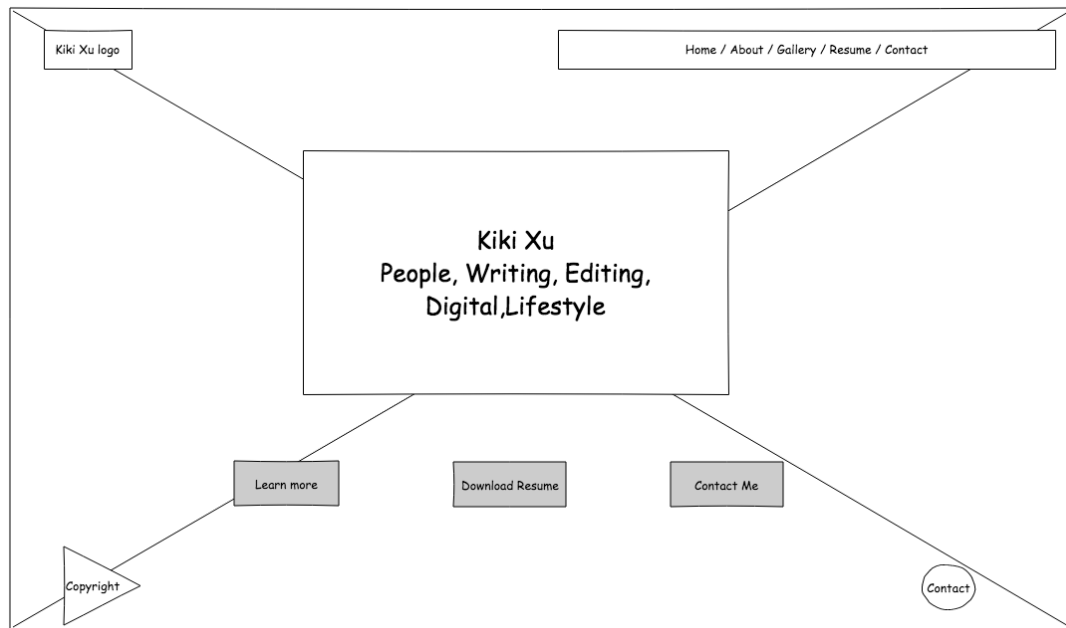 Kiki Xu logo
Home / About / Gallery / Resume / Contact
Kiki Xu
People, Writing, Editing,
Digital,Lifestyle
Learn more
Download Resume
Contact Me
Copyright
Contact